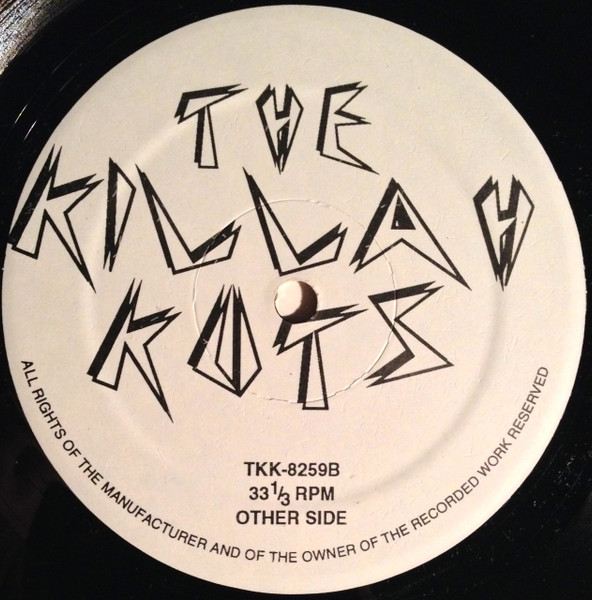 THE
KILLAH
KUTS
TKK-8259B
33 1/3 RPM
OTHER SIDE
ALL RIGHTS OF THE MANUFACTURER AND OF THE OWNER OF THE RECORDED WORK RESERVED